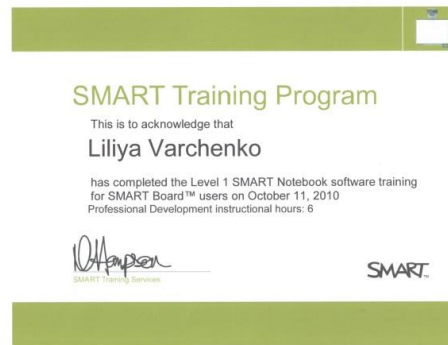 SMART Training Program
This is to acknowledge that
Liliya Varchenko
has completed the Level 1 SMART Notebook software training
for SMART Board™ users on October 11, 2010
Professional Development instructional hours: 6
SMART Training Services
SMART™